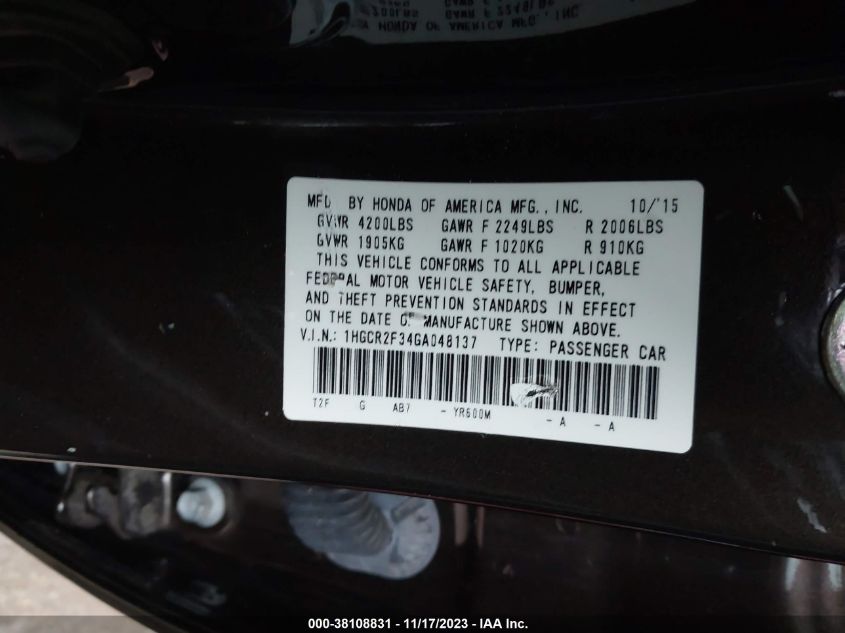 MFD BY HONDA OF AMERICA MFG., INC. 10/'15
GVWR 4200LBS GAWR F 2249LBS R 2006LBS
GVWR 1905KG GAWR F 1020KG R 910KG
THIS VEHICLE CONFORMS TO ALL APPLICABLE
FEDERAL MOTOR VEHICLE SAFETY, BUMPER,
AND THEFT PREVENTION STANDARDS IN EFFECT
ON THE DATE OF MANUFACTURE SHOWN ABOVE.
V.I.N.: 1HGCR2F34GA048137 TYPE: PASSENGER CAR
T2F G AB7 - YR600M - A - A
000-38108831 - 11/17/2023 - IAA Inc.